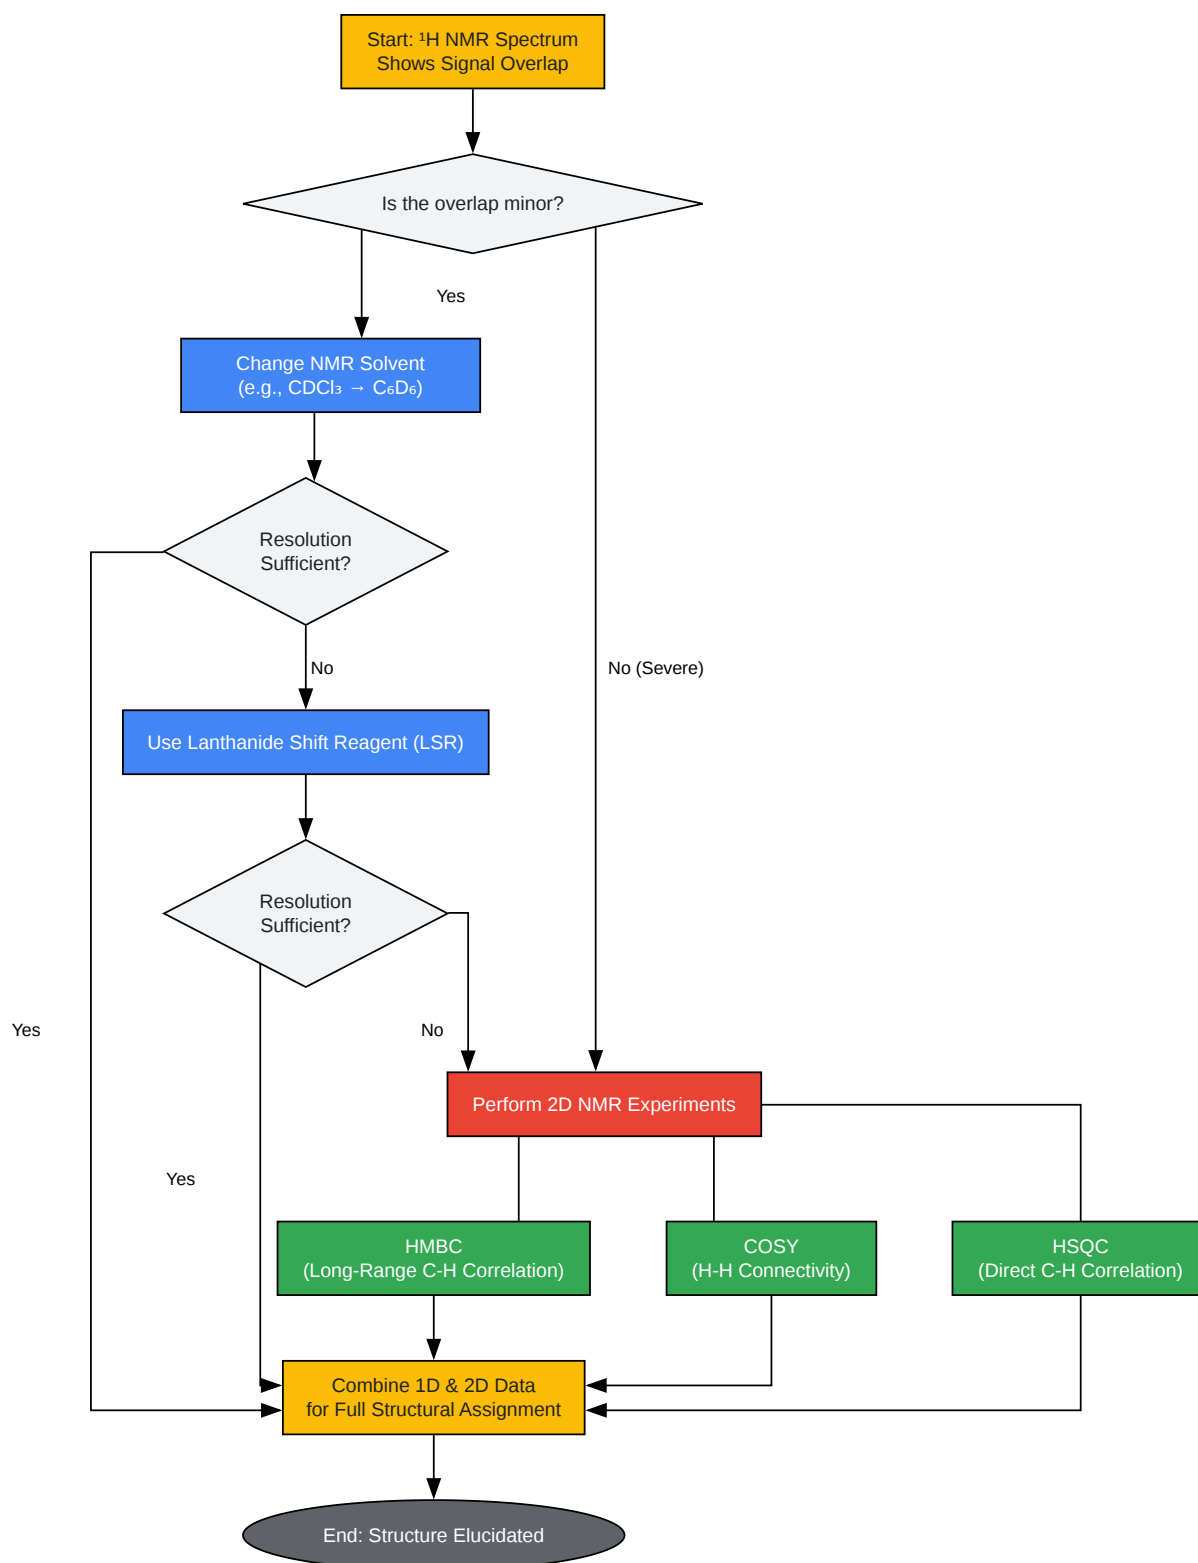 Start: ¹H NMR Spectrum
Shows Signal Overlap
Is the overlap minor?
Yes
Change NMR Solvent
(e.g., CDCl₃ → C₆D₆)
Resolution
Sufficient?
No
No (Severe)
Use Lanthanide Shift Reagent (LSR)
Resolution
Sufficient?
Yes
No
Perform 2D NMR Experiments
Yes
HMBC
(Long-Range C-H Correlation)
COSY
(H-H Connectivity)
HSQC
(Direct C-H Correlation)
Combine 1D & 2D Data
for Full Structural Assignment
End: Structure Elucidated